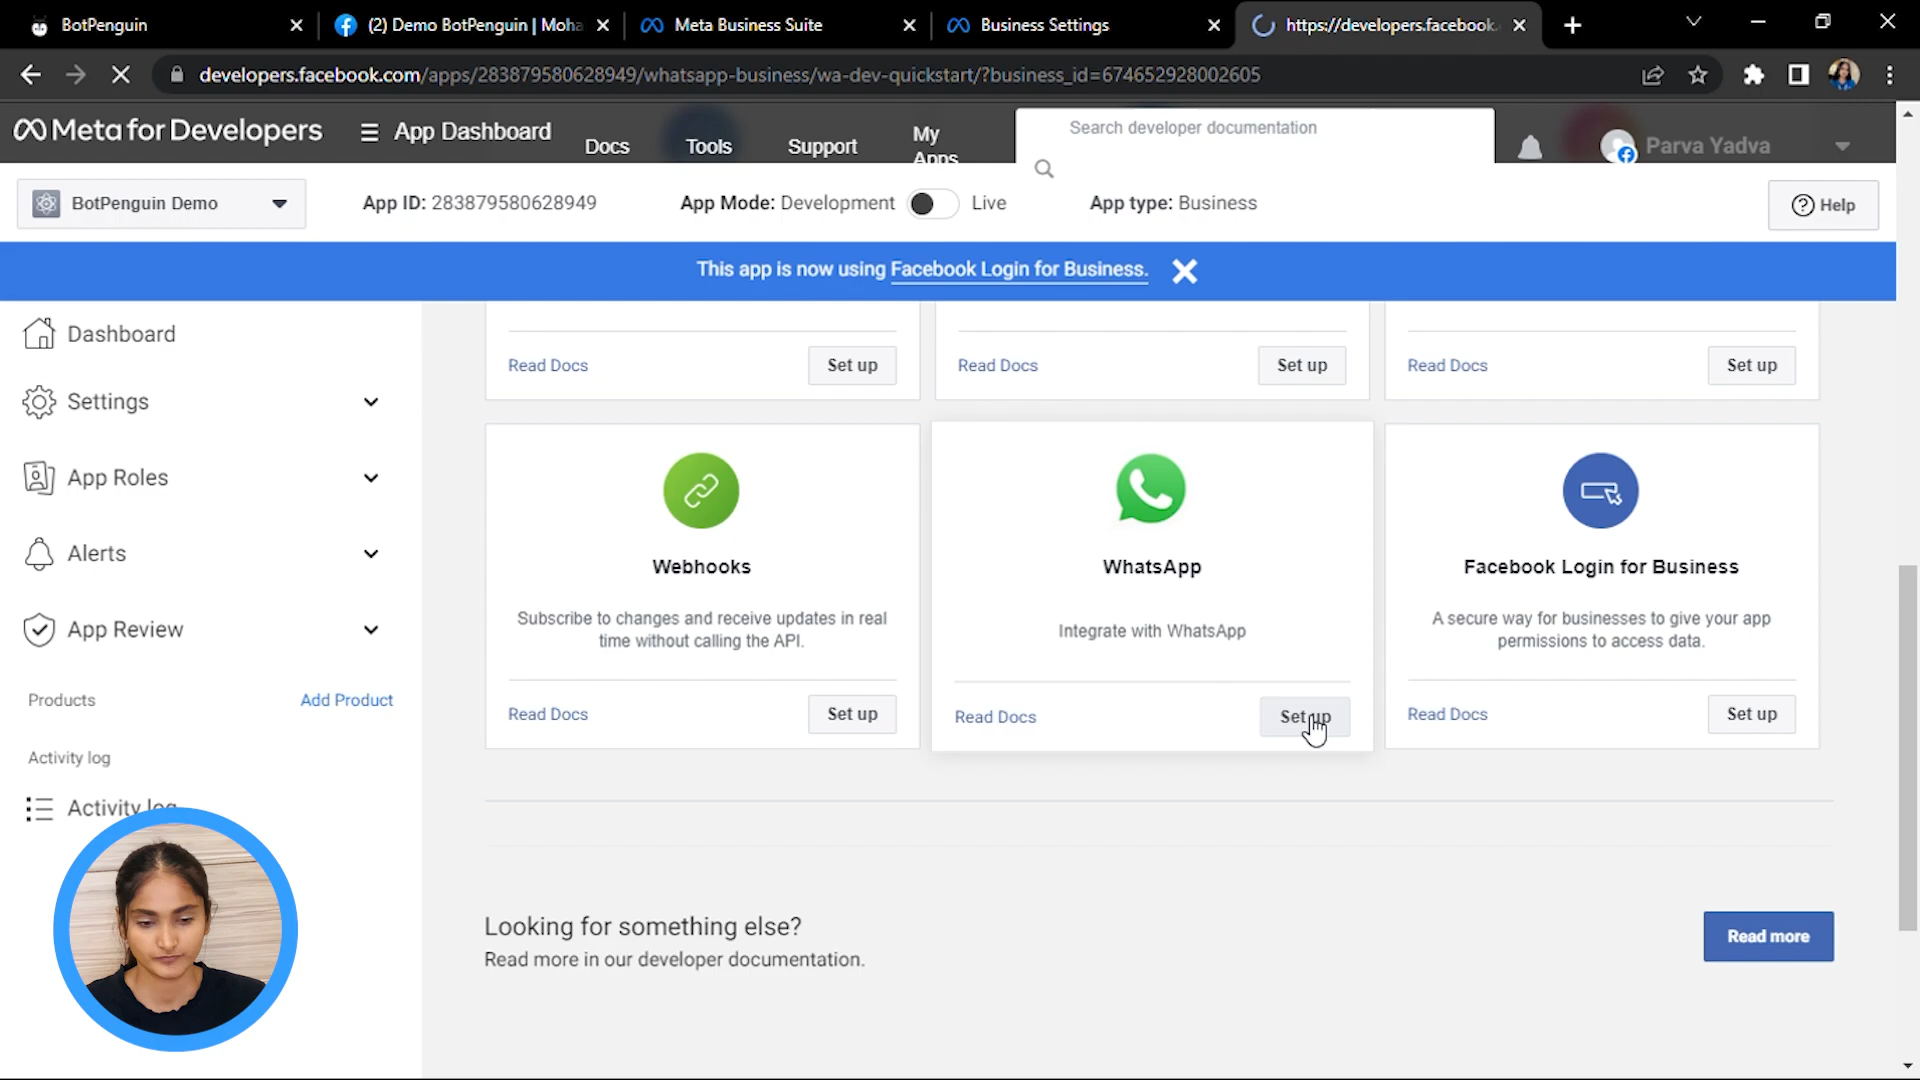 BotPenguin
(2) Demo BotPenguin | Moha
Meta Business Suite
Business Settings
https://developers.facebook.
developers.facebook.com/apps/283879580628949/whatsapp-business/wa-dev-quickstart/?business_id=674652928002605
Meta for Developers
App Dashboard
Docs
Tools
Support
My Apps
Search developer documentation
Parva Yadva
BotPenguin Demo
App ID: 283879580628949
App Mode: Development
Live
App type: Business
Help
This app is now using Facebook Login for Business.
Dashboard
Settings
App Roles
Alerts
App Review
Products
Add Product
Activity log
Activity log
Read Docs
Set up
Read Docs
Set up
Read Docs
Set up
Webhooks
Subscribe to changes and receive updates in real
time without calling the API.
Read Docs
Set up
WhatsApp
Integrate with WhatsApp
Read Docs
Set up
Facebook Login for Business
A secure way for businesses to give your app
permissions to access data.
Read Docs
Set up
Looking for something else?
Read more in our developer documentation.
Read more